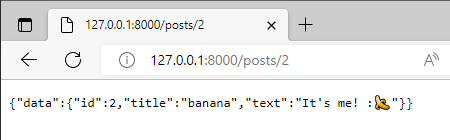 127.0.0.1:8000/posts/2
127.0.0.1:8000/posts/2
{"data":{"id":2,"title":"banana","text":"It's me! :🍌"}}